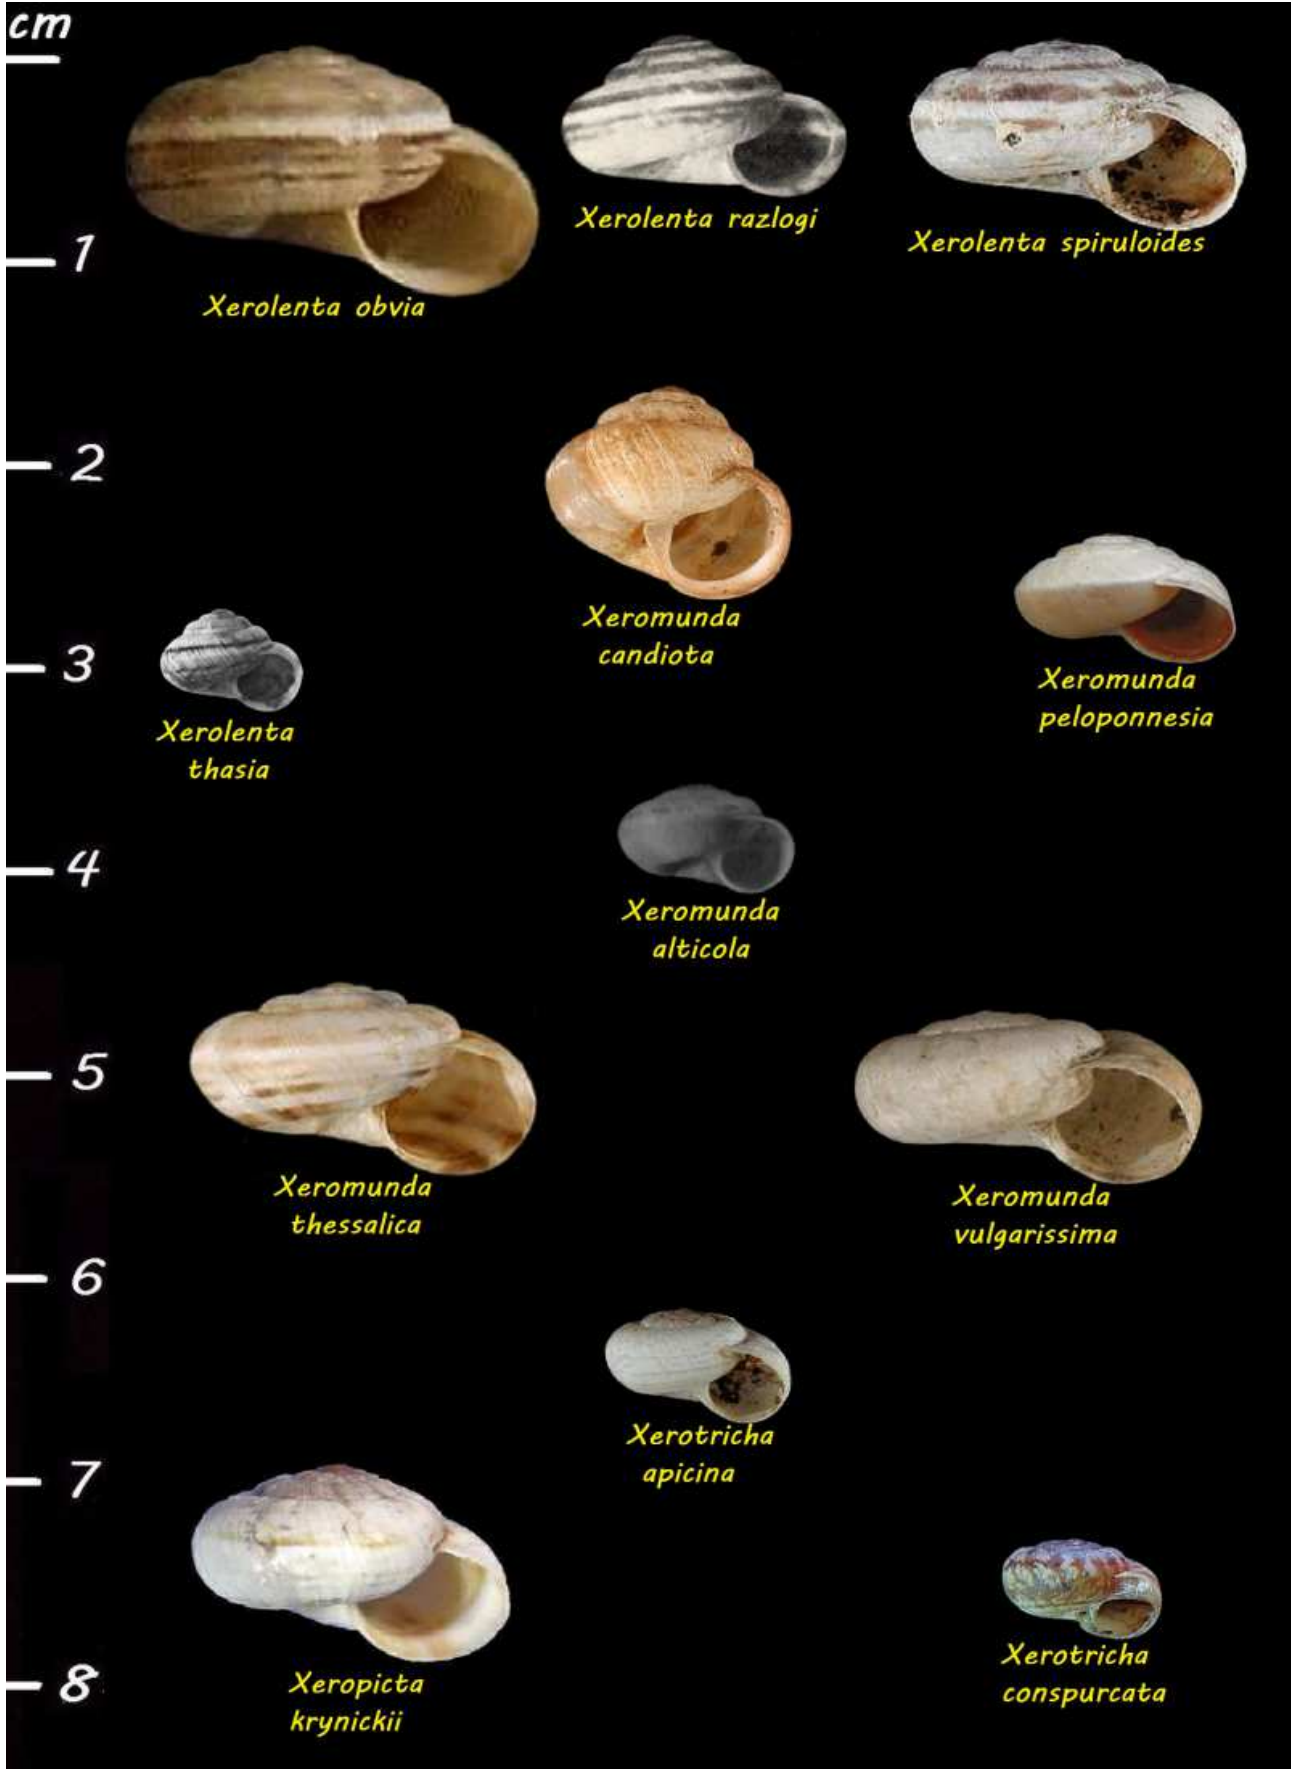 cm
Xerolenta razlogi
Xerolenta spiruloides
1
Xerolenta obvia
2
Xeromunda
candiota
3
Xeromunda
peloponnesia
Xerolenta
thasia
4
Xeromunda
alticola
5
Xeromunda
thessalica
Xeromunda
vulgarissima
6
Xerotricha
apicina
7
Xerotricha
conspurcata
8
Xeropicta
krynickii